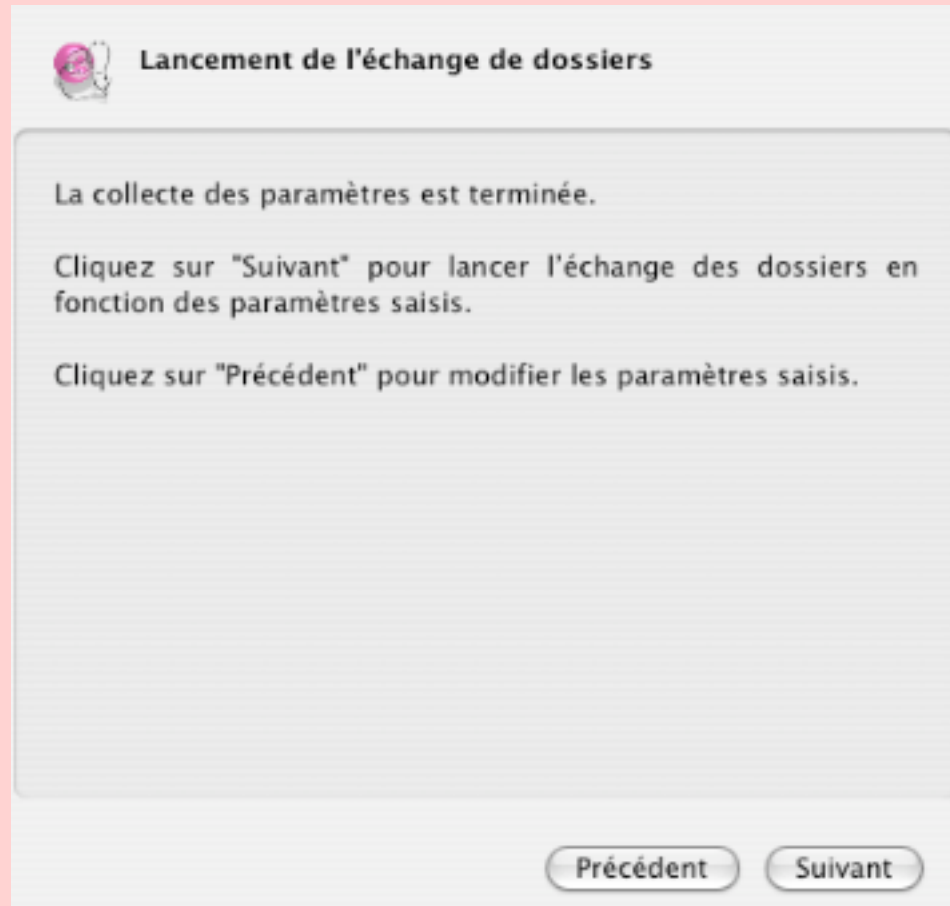 Lancement de l'échange de dossiers
La collecte des paramètres est terminée.
Cliquez sur "Suivant" pour lancer l'échange des dossiers en
fonction des paramètres saisis.
Cliquez sur "Précédent" pour modifier les paramètres saisis.
Précédent
Suivant